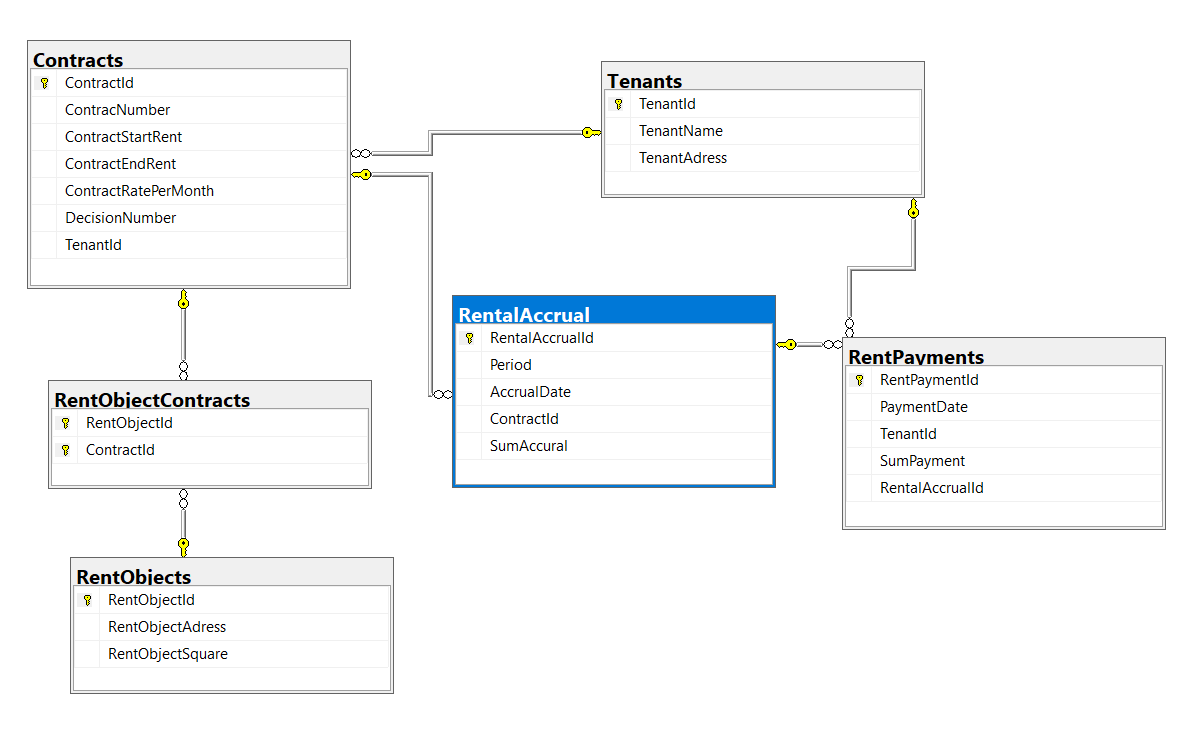 Contracts
ContractId
ContracNumber
ContractStartRent
ContractEndRent
ContractRatePerMonth
DecisionNumber
TenantId
Tenants
TenantId
TenantName
TenantAdress
RentalAccrual
RentalAccrualId
Period
AccrualDate
ContractId
SumAccural
RentPayments
RentPaymentId
PaymentDate
TenantId
SumPayment
RentalAccrualId
RentObjectContracts
RentObjectId
ContractId
RentObjects
RentObjectId
RentObjectAdress
RentObjectSquare